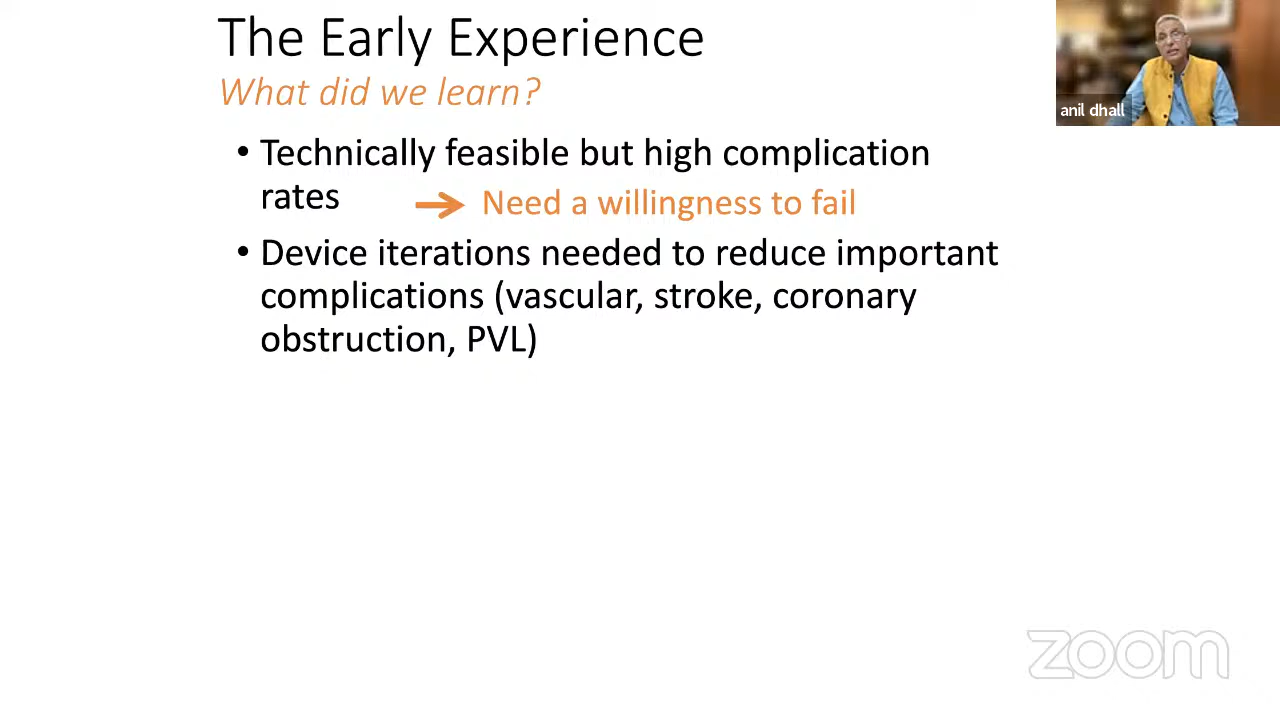 The Early Experience
What did we learn?
anil dhall
• Technically feasible but high complication
rates
→ Need a willingness to fail
• Device iterations needed to reduce important
complications (vascular, stroke, coronary
obstruction, PVL)
zoom